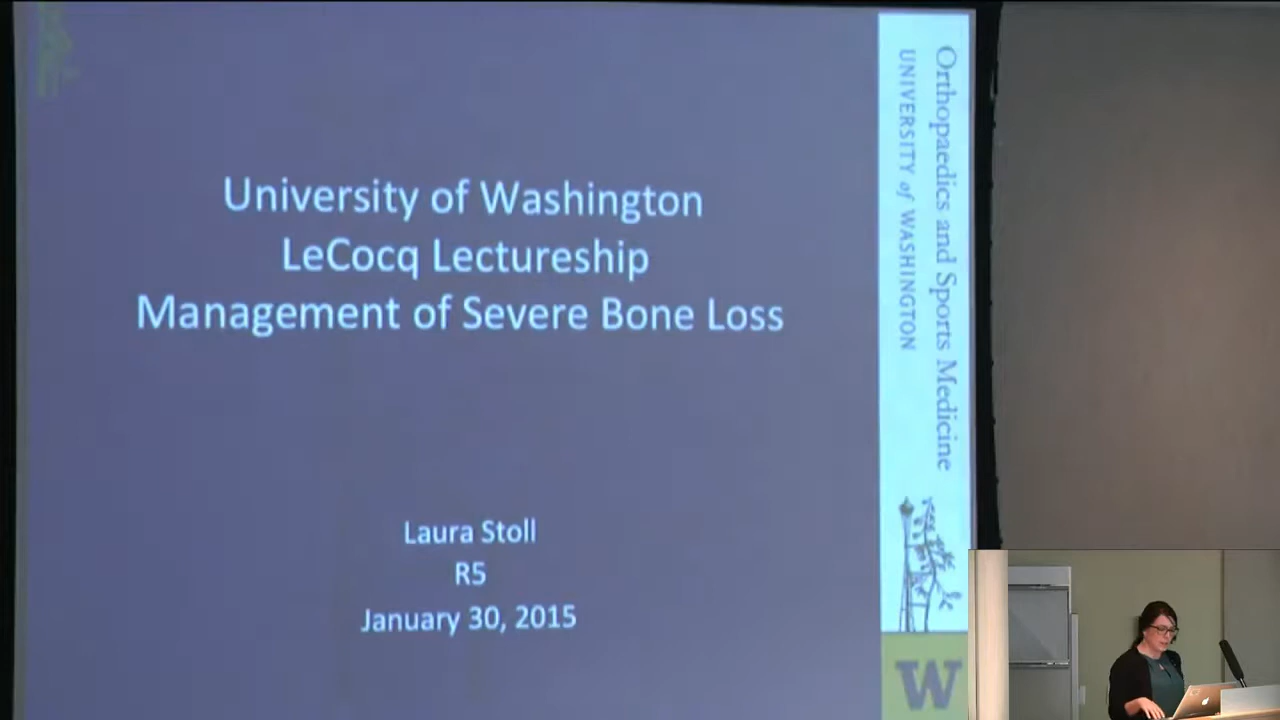 University of Washington
LeCocq Lectureship
Management of Severe Bone Loss
Laura Stoll
R5
January 30, 2015
Orthopaedics and Sports Medicine
UNIVERSITY of WASHINGTON
W